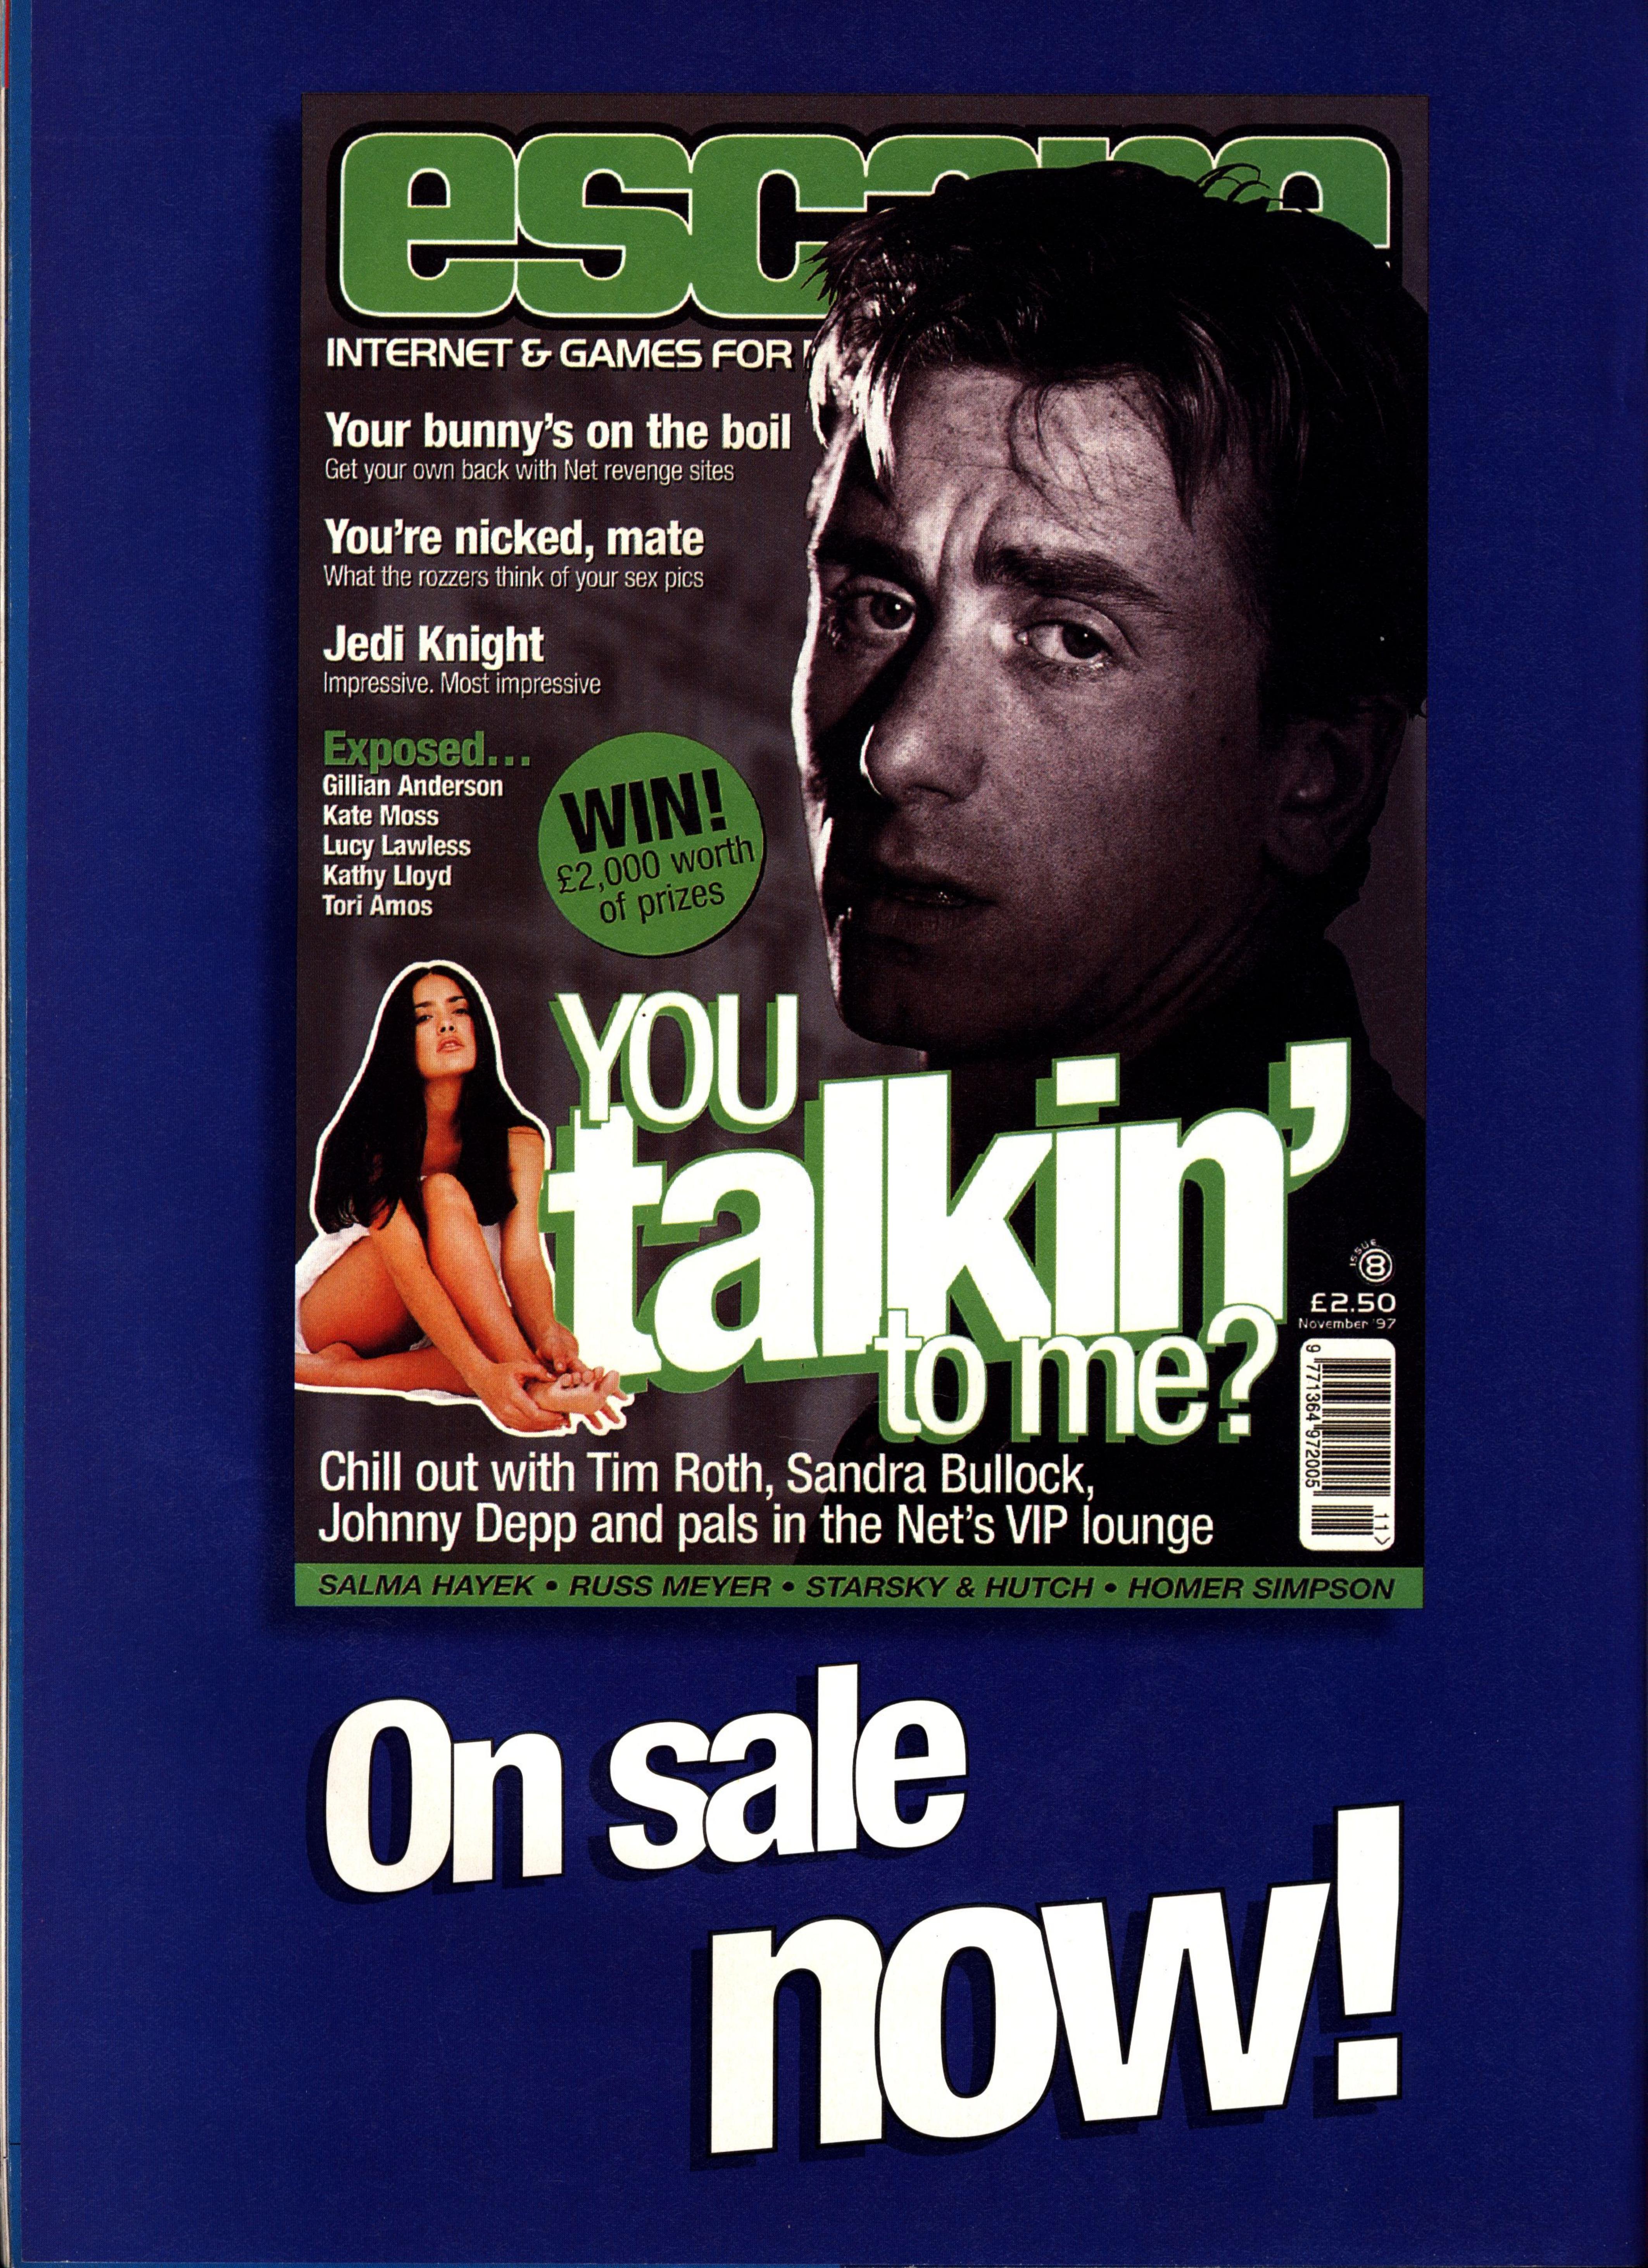 INTERNET & GAMES FOR
Your bunny's on the boil
Get your own back with Net revenge sites
You're nicked, mate
What the rozzers think of your sex pics
Jedi Knight
Impressive. Most impressive
Exposed...
Gillian Anderson
Kate Moss
Lucy Lawless
Kathy Lloyd
Tori Amos
WIN!
£2,000 worth
of prizes
YOU
talkin'
to me?
ISSUE 8
£2.50
November '97
9 771364 972005
11>
Chill out with Tim Roth, Sandra Bullock,
Johnny Depp and pals in the Net's VIP lounge
SALMA HAYEK • RUSS MEYER • STARSKY & HUTCH • HOMER SIMPSON
On sale
now!